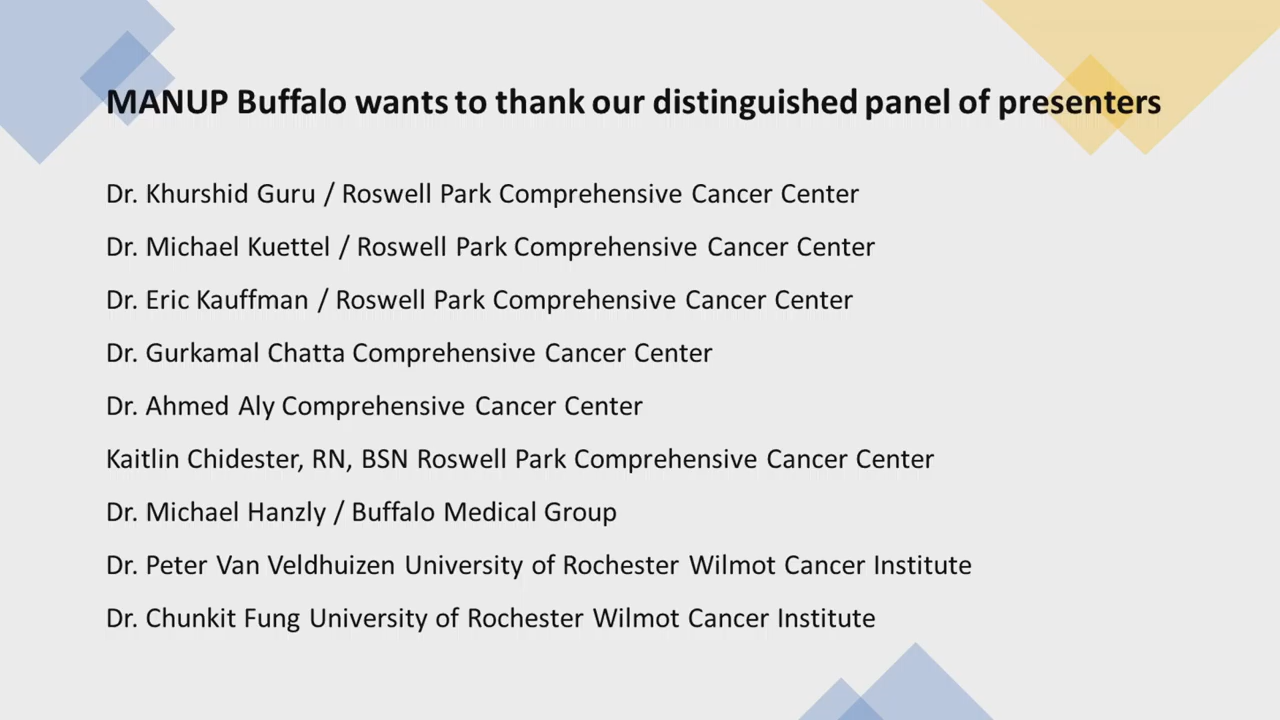 MANUP Buffalo wants to thank our distinguished panel of presenters
Dr. Khurshid Guru / Roswell Park Comprehensive Cancer Center
Dr. Michael Kuettel / Roswell Park Comprehensive Cancer Center
Dr. Eric Kauffman / Roswell Park Comprehensive Cancer Center
Dr. Gurkamal Chatta Comprehensive Cancer Center
Dr. Ahmed Aly Comprehensive Cancer Center
Kaitlin Chidester, RN, BSN Roswell Park Comprehensive Cancer Center
Dr. Michael Hanzly / Buffalo Medical Group
Dr. Peter Van Veldhuizen University of Rochester Wilmot Cancer Institute
Dr. Chunkit Fung University of Rochester Wilmot Cancer Institute